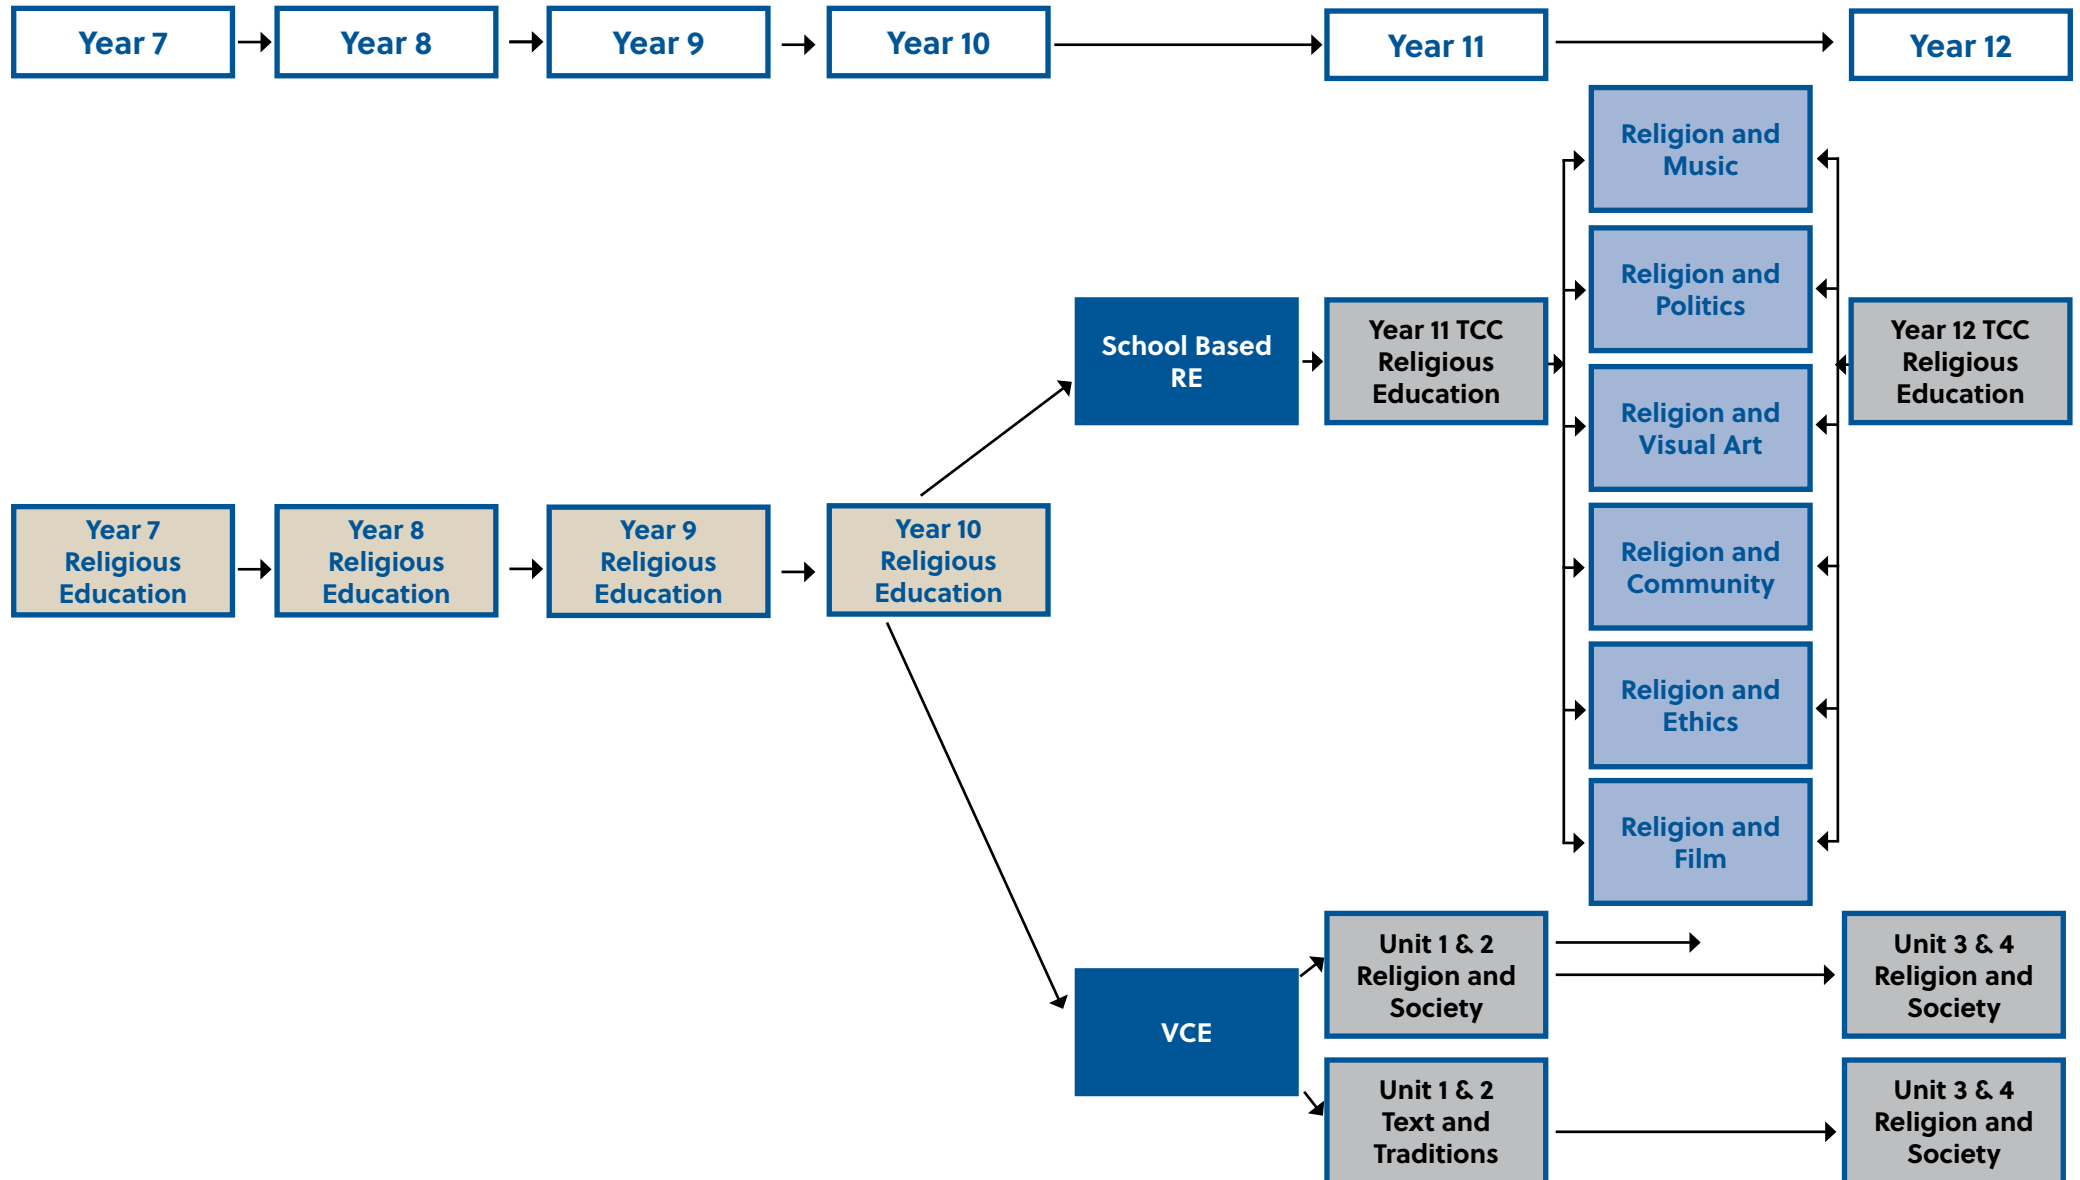 Year 7
Year 8
Year 9
Year 10
Year 11
Year 12
Religion and
Music
Religion and
Politics
School Based
RE
Year 11 TCC
Religious
Education
Year 12 TCC
Religious
Education
Religion and
Visual Art
Year 7
Religious
Education
Year 8
Religious
Education
Year 9
Religious
Education
Year 10
Religious
Education
Religion and
Community
Religion and
Ethics
Religion and
Film
VCE
Unit 1 & 2
Religion and
Society
Unit 3 & 4
Religion and
Society
Unit 1 & 2
Text and
Traditions
Unit 3 & 4
Religion and
Society